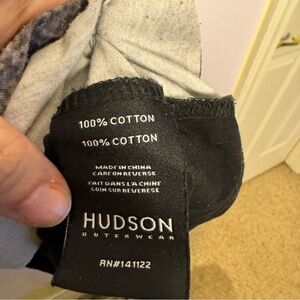 100% COTTON
100% COTTON
MADE IN CHINA
CARE ON REVERSE
FAIT DANS LA CHINE
SOIN SUR REVERSE
HUDSON
OUTERWEAR
RN#141122